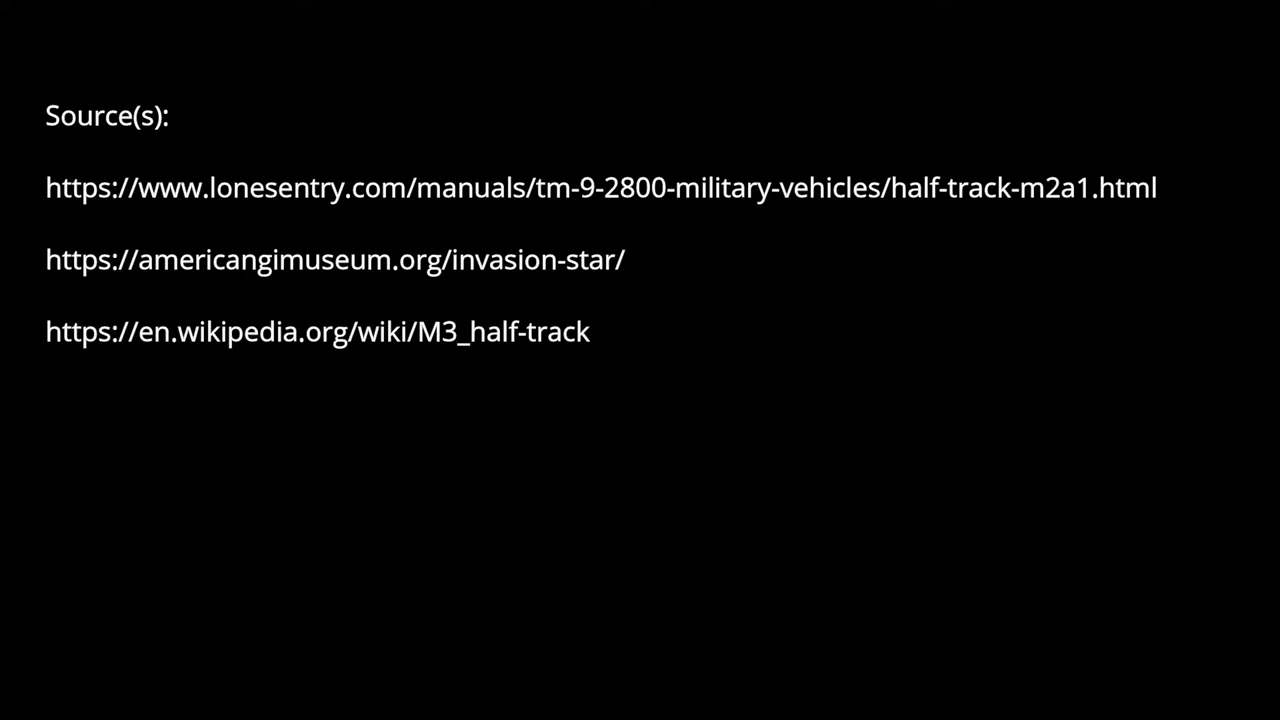 Source(s):
https://www.lonesentry.com/manuals/tm-9-2800-military-vehicles/half-track-m2a1.html
https://americangimuseum.org/invasion-star/
https://en.wikipedia.org/wiki/M3_half-track